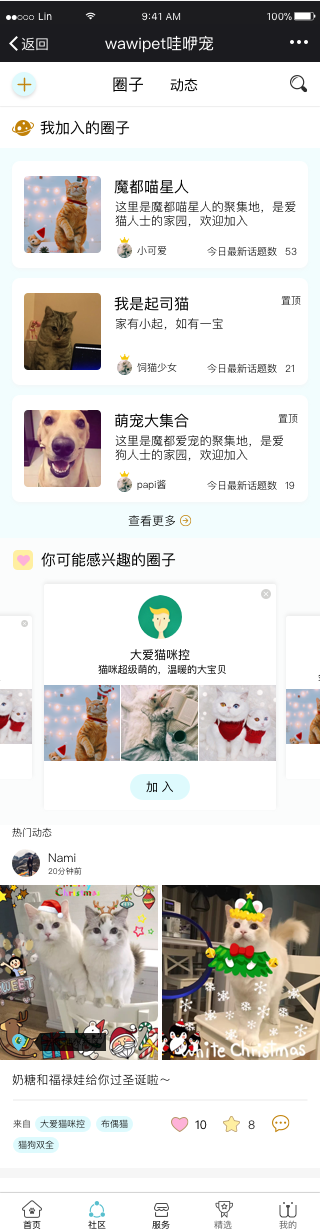 Lin 9:41 AM 100%
返回 wawipet哇咿宠
圈子 动态
我加入的圈子
魔都喵星人
这里是魔都喵星人的聚集地，是爱
猫人士的家园，欢迎加入
小可爱 今日最新话题数 53
我是起司猫 置顶
家有小起，如有一宝
饲猫少女 今日最新话题数 21
萌宠大集合 置顶
这里是魔都爱宠的聚集地，是爱
狗人士的家园，欢迎加入
papi酱 今日最新话题数 19
查看更多
你可能感兴趣的圈子
大爱猫咪控
猫咪超级萌的，温暖的大宝贝
加入
热门动态
Nami
20分钟前
Christmas
SWEET
White Christmas
奶糖和福禄娃给你过圣诞啦～
来自 大爱猫咪控 布偶猫 10 8
猫狗双全
首页 社区 服务 精选 我的